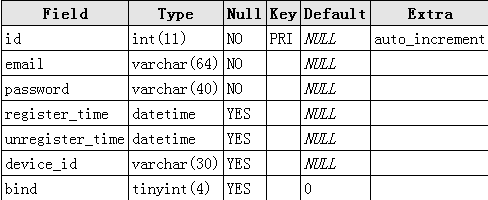 Field Type Null Key Default Extra
id int(11) NO PRI NULL auto_increment
email varchar(64) NO NULL
password varchar(40) NO NULL
register_time datetime YES NULL
unregister_time datetime YES NULL
device_id varchar(30) YES NULL
bind tinyint(4) YES 0